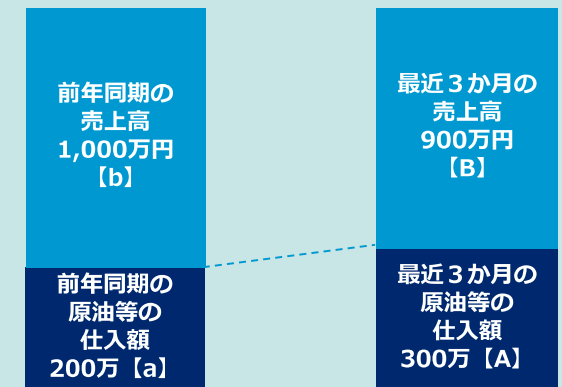 前年同期の
売上高
1,000万円
【b】
前年同期の
原油等の
仕入額
200万【a】
最近３か月の
売上高
900万円
【B】
最近３か月の
原油等の
仕入額
300万【A】